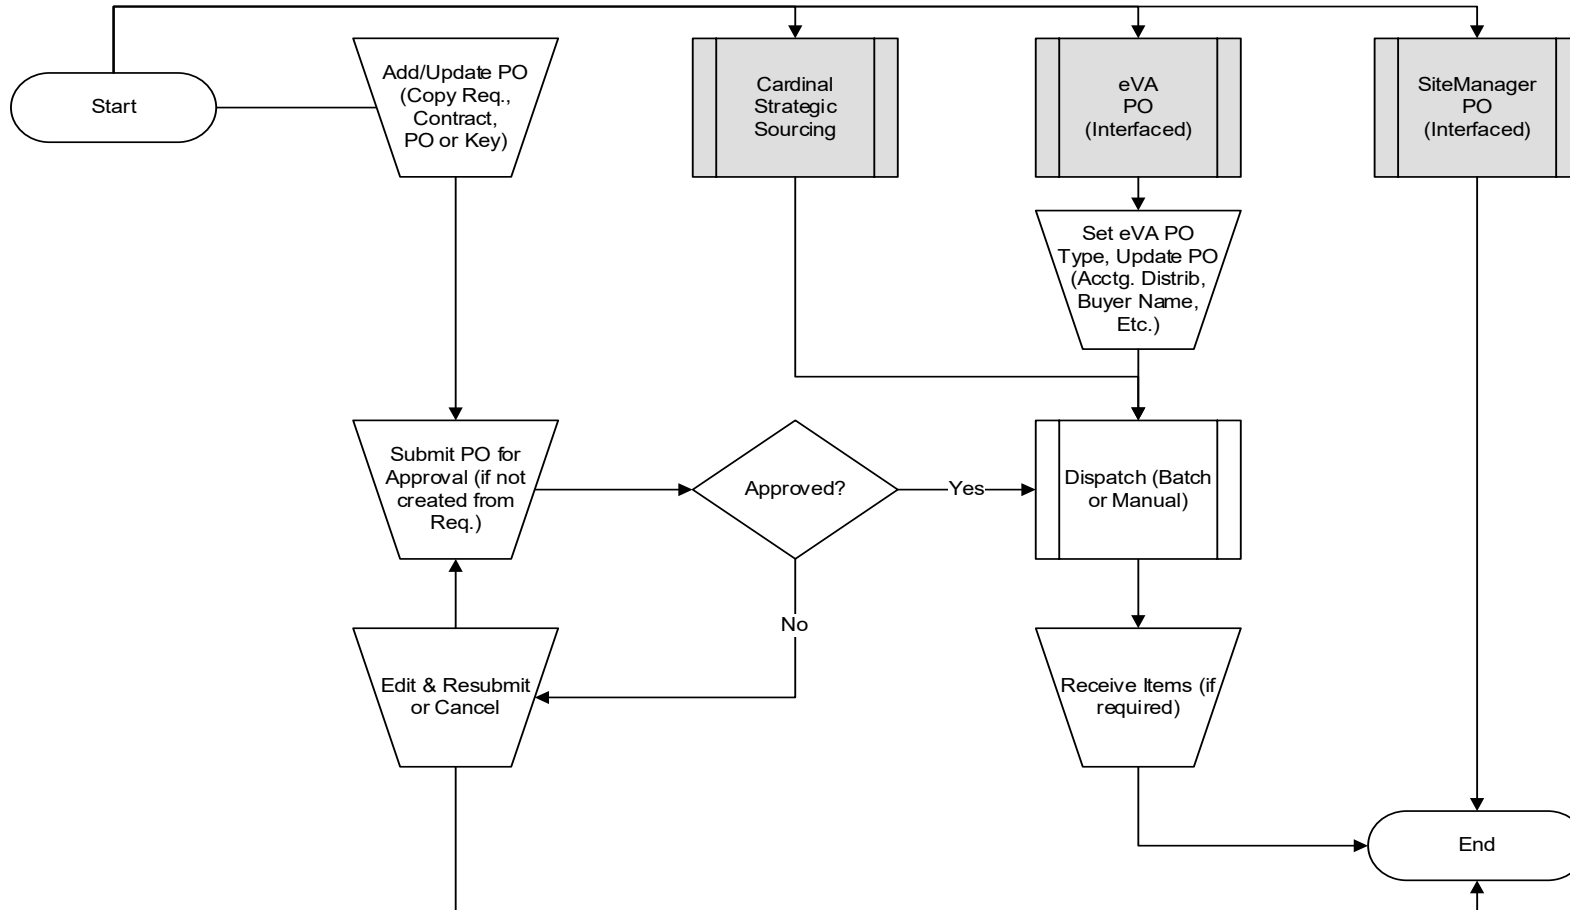 Start
Add/Update PO
(Copy Req.,
Contract,
PO or Key)
Cardinal
Strategic
Sourcing
eVA
PO
(Interfaced)
SiteManager
PO
(Interfaced)
Set eVA PO
Type, Update PO
(Acctg. Distrib,
Buyer Name,
Etc.)
Submit PO for
Approval (if not
created from
Req.)
Approved?
Yes
Dispatch (Batch
or Manual)
No
Edit & Resubmit
or Cancel
Receive Items (if
required)
End